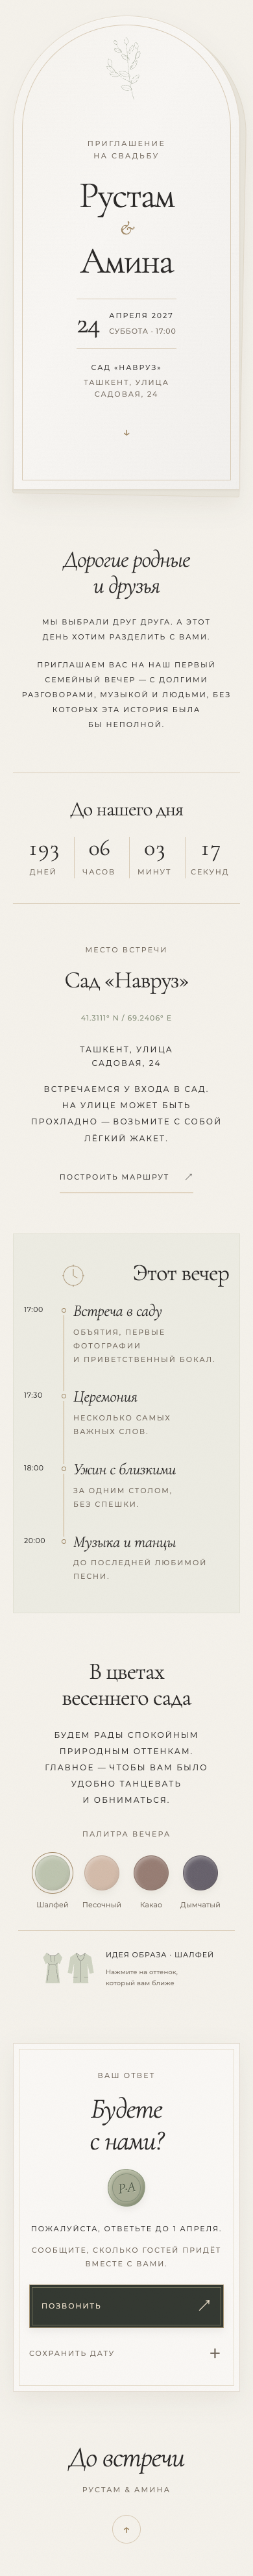 ПРИГЛАШЕНИЕ
НА СВАДЬБУ
Рустам
&
Амина
24
АПРЕЛЯ 2027
СУББОТА · 17:00
САД «НАВРУЗ»
ТАШКЕНТ, УЛИЦА
САДОВАЯ, 24
↓
Дорогие родные
и друзья
МЫ ВЫБРАЛИ ДРУГ ДРУГА. А ЭТОТ
ДЕНЬ ХОТИМ РАЗДЕЛИТЬ С ВАМИ.
ПРИГЛАШАЕМ ВАС НА НАШ ПЕРВЫЙ
СЕМЕЙНЫЙ ВЕЧЕР — С ДОЛГИМИ
РАЗГОВОРАМИ, МУЗЫКОЙ И ЛЮДЬМИ, БЕЗ
КОТОРЫХ ЭТА ИСТОРИЯ БЫЛА
БЫ НЕПОЛНОЙ.
До нашего дня
193 06 03 17
ДНЕЙ ЧАСОВ МИНУТ СЕКУНД
МЕСТО ВСТРЕЧИ
Сад «Навруз»
41.3111° N / 69.2406° E
ТАШКЕНТ, УЛИЦА
САДОВАЯ, 24
ВСТРЕЧАЕМСЯ У ВХОДА В САД.
НА УЛИЦЕ МОЖЕТ БЫТЬ
ПРОХЛАДНО — ВОЗЬМИТЕ С СОБОЙ
ЛЁГКИЙ ЖАКЕТ.
ПОСТРОИТЬ МАРШРУТ ↗
Этот вечер
17:00
Встреча в саду
ОБЪЯТИЯ, ПЕРВЫЕ
ФОТОГРАФИИ
И ПРИВЕТСТВЕННЫЙ БОКАЛ.
17:30
Церемония
НЕСКОЛЬКО САМЫХ
ВАЖНЫХ СЛОВ.
18:00
Ужин с близкими
ЗА ОДНИМ СТОЛОМ,
БЕЗ СПЕШКИ.
20:00
Музыка и танцы
ДО ПОСЛЕДНЕЙ ЛЮБИМОЙ
ПЕСНИ.
В цветах
весеннего сада
БУДЕМ РАДЫ СПОКОЙНЫМ
ПРИРОДНЫМ ОТТЕНКАМ.
ГЛАВНОЕ — ЧТОБЫ ВАМ БЫЛО
УДОБНО ТАНЦЕВАТЬ
И ОБНИМАТЬСЯ.
ПАЛИТРА ВЕЧЕРА
Шалфей Песочный Какао Дымчатый
ИДЕЯ ОБРАЗА · ШАЛФЕЙ
Нажмите на оттенок,
который вам ближе
ВАШ ОТВЕТ
Будете
с нами?
Р·А
ПОЖАЛУЙСТА, ОТВЕТЬТЕ ДО 1 АПРЕЛЯ.
СООБЩИТЕ, СКОЛЬКО ГОСТЕЙ ПРИДЁТ
ВМЕСТЕ С ВАМИ.
ПОЗВОНИТЬ ↗
СОХРАНИТЬ ДАТУ +
До встречи
РУСТАМ & АМИНА
↑